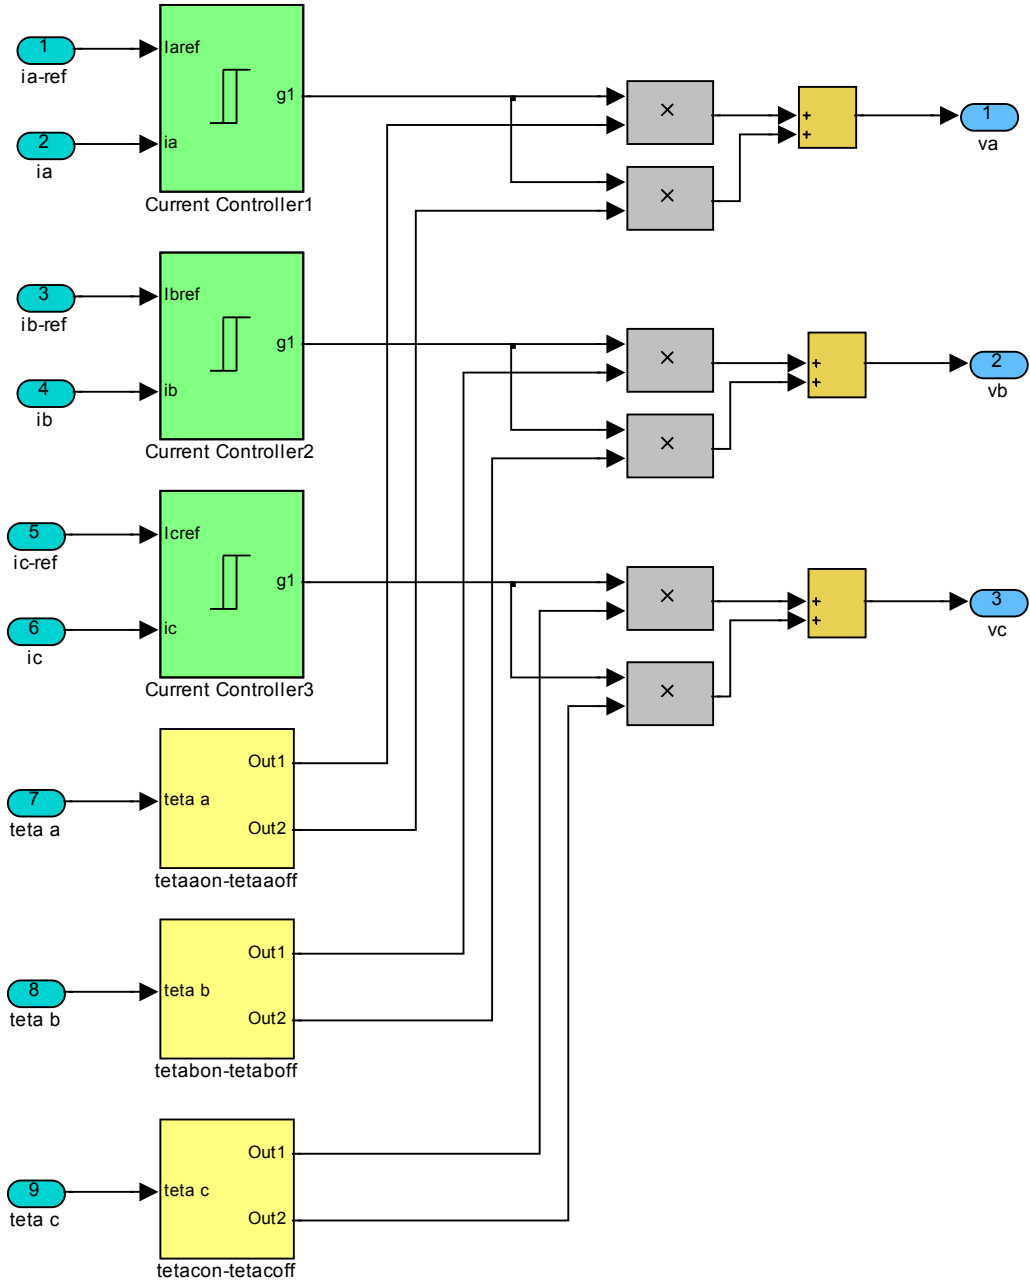 1
ia-ref
Iaref
2
ia
ia
g1
Current Controller1
×
×
+
+
1
va
3
ib-ref
Ibref
4
ib
ib
g1
Current Controller2
×
×
+
+
2
vb
5
ic-ref
Icref
6
ic
ic
g1
Current Controller3
×
×
+
+
3
vc
7
teta a
teta a
Out1
Out2
tetaaon-tetaaoff
8
teta b
teta b
Out1
Out2
tetabon-tetaboff
9
teta c
teta c
Out1
Out2
tetacon-tetacoff